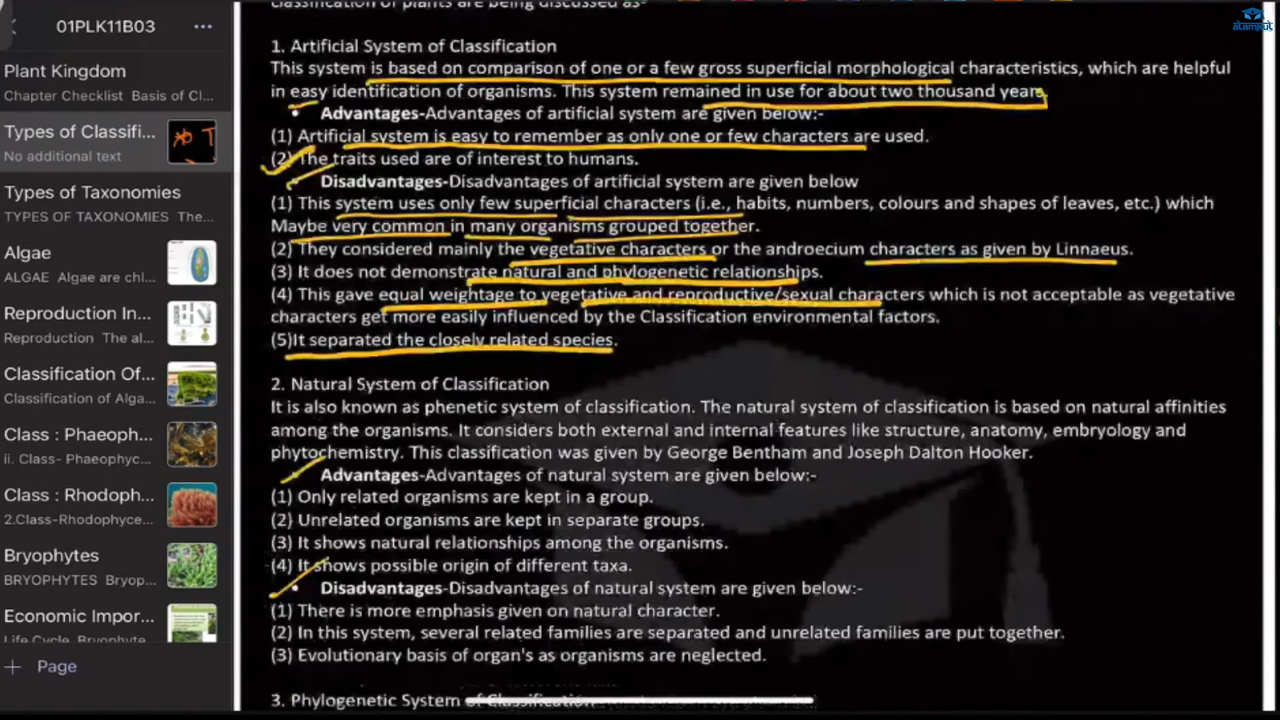 classification of plants are being discussed as-
01PLK11B03
alamkut
Plant Kingdom
Chapter Checklist Basis of Cl...
Types of Classifi...
No additional text
Types of Taxonomies
TYPES OF TAXONOMIES The...
Algae
ALGAE Algae are chl...
Reproduction In...
Reproduction The al...
Classification Of...
Classification of Alga...
Class : Phaeoph...
ii. Class- Phaeophyc...
Class : Rhodoph...
2.Class-Rhodophyce...
Bryophytes
BRYOPHYTES Bryop...
Economic Impor...
Life Cycle, Bryophyte
+ Page
1. Artificial System of Classification
This system is based on comparison of one or a few gross superficial morphological characteristics, which are helpful
in easy identification of organisms. This system remained in use for about two thousand years.
• Advantages-Advantages of artificial system are given below:-
(1) Artificial system is easy to remember as only one or few characters are used.
(2) The traits used are of interest to humans.
Disadvantages-Disadvantages of artificial system are given below
(1) This system uses only few superficial characters (i.e., habits, numbers, colours and shapes of leaves, etc.) which
Maybe very common in many organisms grouped together.
(2) They considered mainly the vegetative characters or the androecium characters as given by Linnaeus.
(3) It does not demonstrate natural and phylogenetic relationships.
(4) This gave equal weightage to vegetative and reproductive/sexual characters which is not acceptable as vegetative
characters get more easily influenced by the Classification environmental factors.
(5)It separated the closely related species.
2. Natural System of Classification
It is also known as phenetic system of classification. The natural system of classification is based on natural affinities
among the organisms. It considers both external and internal features like structure, anatomy, embryology and
phytochemistry. This classification was given by George Bentham and Joseph Dalton Hooker.
Advantages-Advantages of natural system are given below:-
(1) Only related organisms are kept in a group.
(2) Unrelated organisms are kept in separate groups.
(3) It shows natural relationships among the organisms.
(4) It shows possible origin of different taxa.
• Disadvantages-Disadvantages of natural system are given below:-
(1) There is more emphasis given on natural character.
(2) In this system, several related families are separated and unrelated families are put together.
(3) Evolutionary basis of organ's as organisms are neglected.
3. Phylogenetic System of Classification